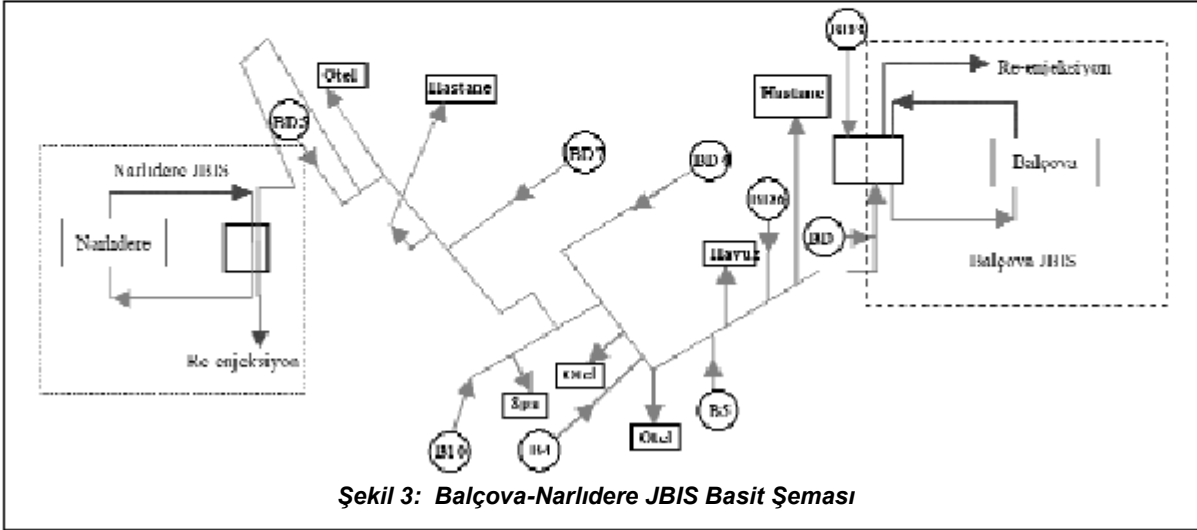 Otel
Hastane
Hastane
Re-enjeksiyon
BD7
BD4
Narlıdere JBIS
Balçova
Narlıdere
Havuz
Balçova JBIS
Re-enjeksiyon
Otel
Spa
B10
B4
Otel
B5
Şekil 3: Balçova-Narlıdere JBIS Basit Şeması